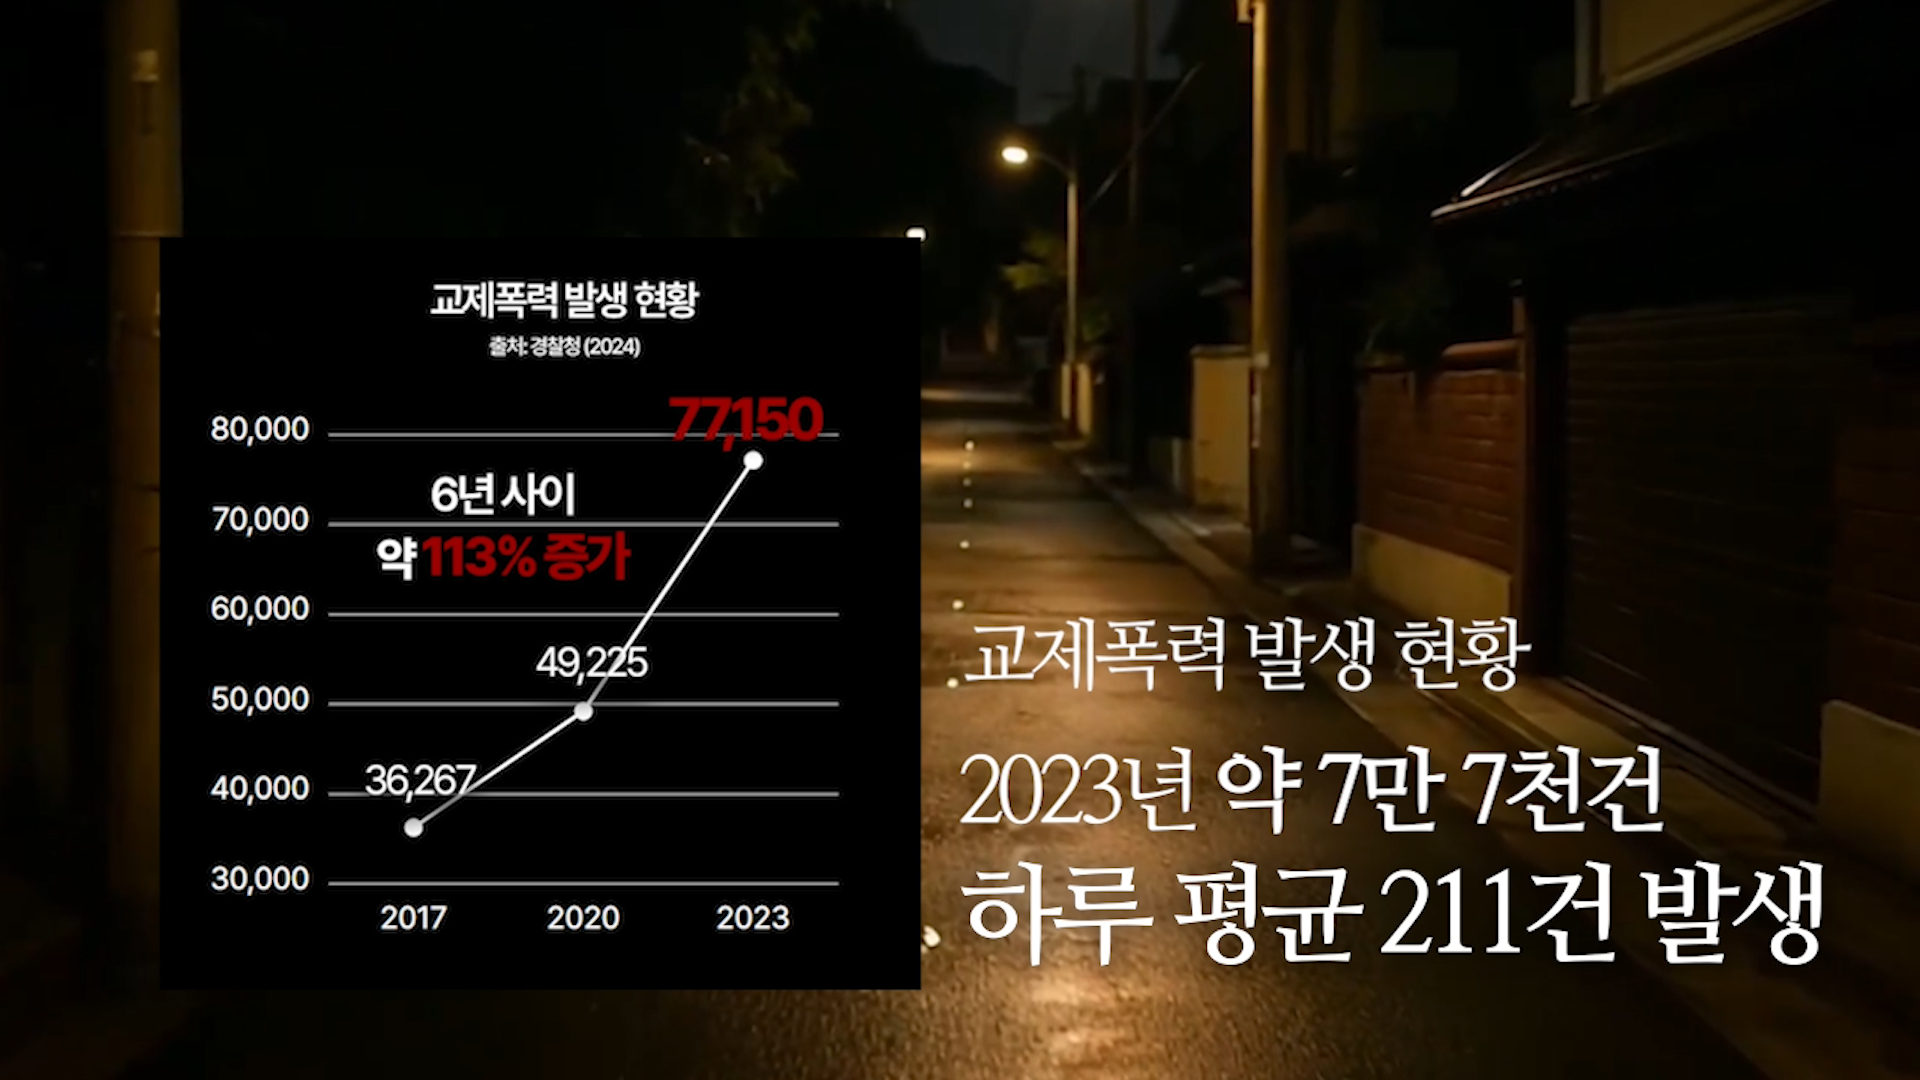 교제폭력 발생 현황
출처: 경찰청 (2024)
80,000
77,150
6년 사이
70,000
약 113% 증가
60,000
49,225
50,000
36,267
40,000
30,000
2017 2020 2023
교제폭력 발생 현황
2023년 약 7만 7천건
하루 평균 211건 발생